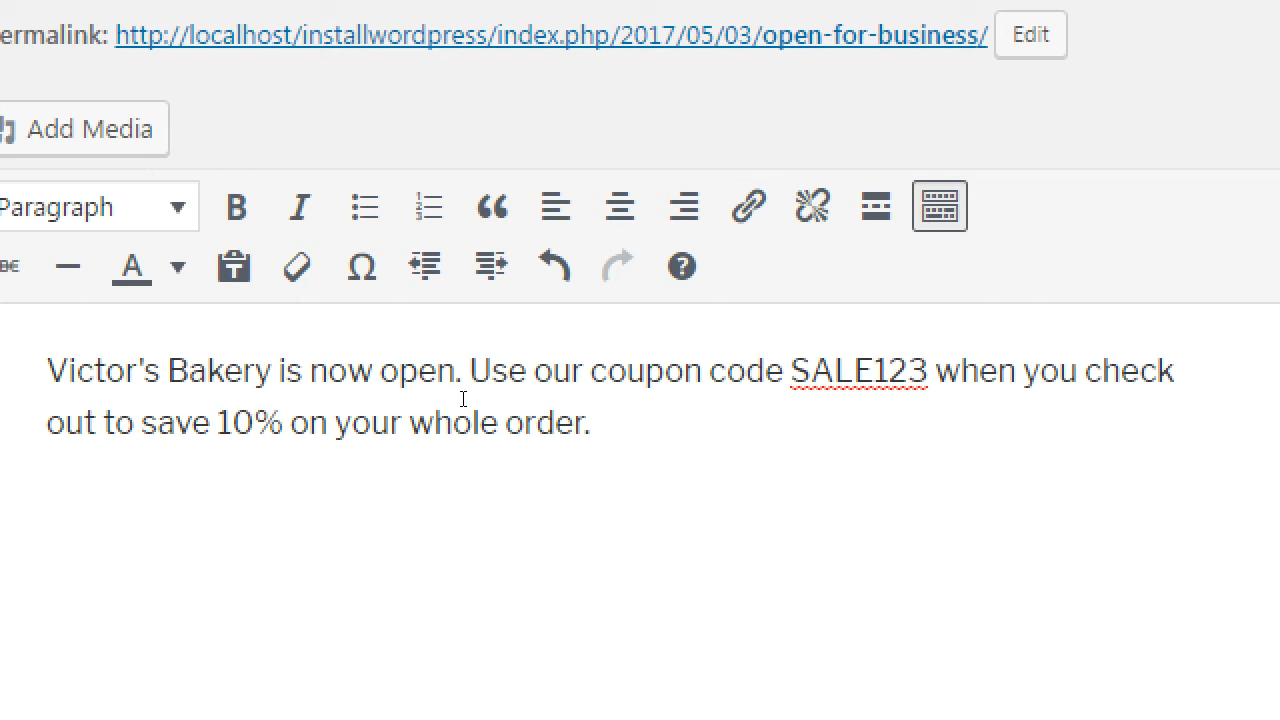 ermalink: http://localhost/installwordpress/index.php/2017/05/03/open-for-business/ Edit
Add Media
Paragraph B I
ABC A T Ω ?
Victor's Bakery is now open. Use our coupon code SALE123 when you check
out to save 10% on your whole order.